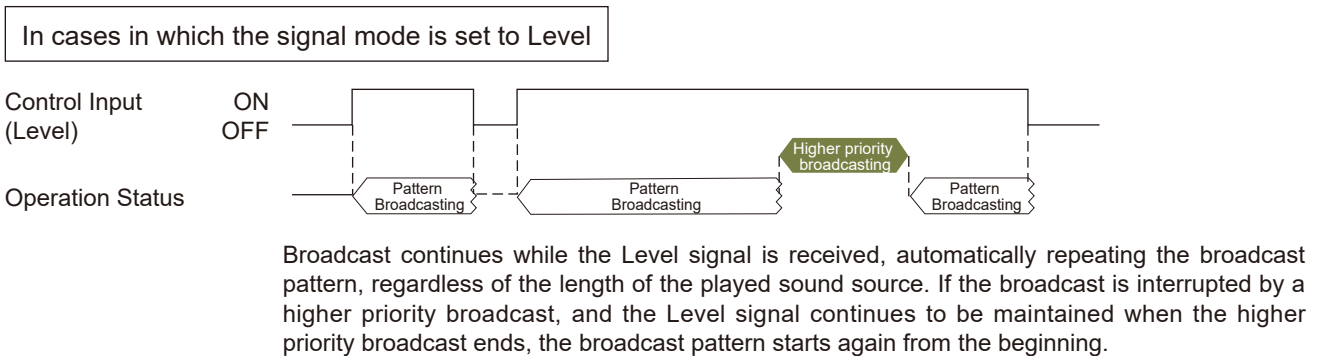 In cases in which the signal mode is set to Level
Control Input ON
(Level) OFF
Higher priority
broadcasting
Operation Status
Pattern
Broadcasting
Pattern
Broadcasting
Pattern
Broadcasting
Broadcast continues while the Level signal is received, automatically repeating the broadcast
pattern, regardless of the length of the played sound source. If the broadcast is interrupted by a
higher priority broadcast, and the Level signal continues to be maintained when the higher
priority broadcast ends, the broadcast pattern starts again from the beginning.